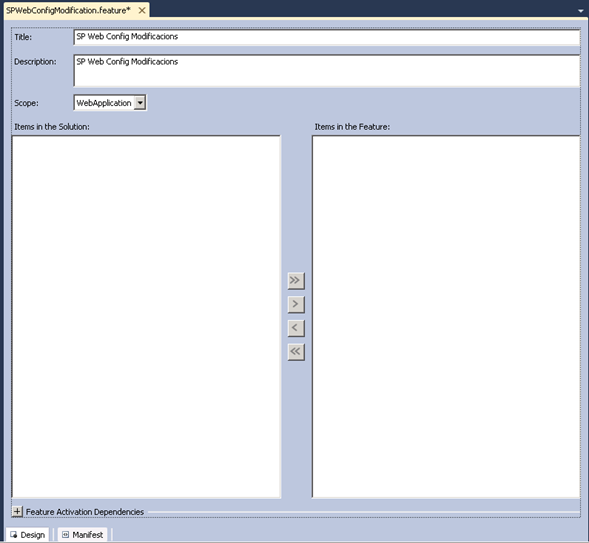 SPWebConfigModification.feature*
Title: SP Web Config Modificacions
Description: SP Web Config Modificacions
Scope: WebApplication
Items in the Solution: Items in the Feature:
>>
>
<
<<
+ Feature Activation Dependencies
Design Manifest